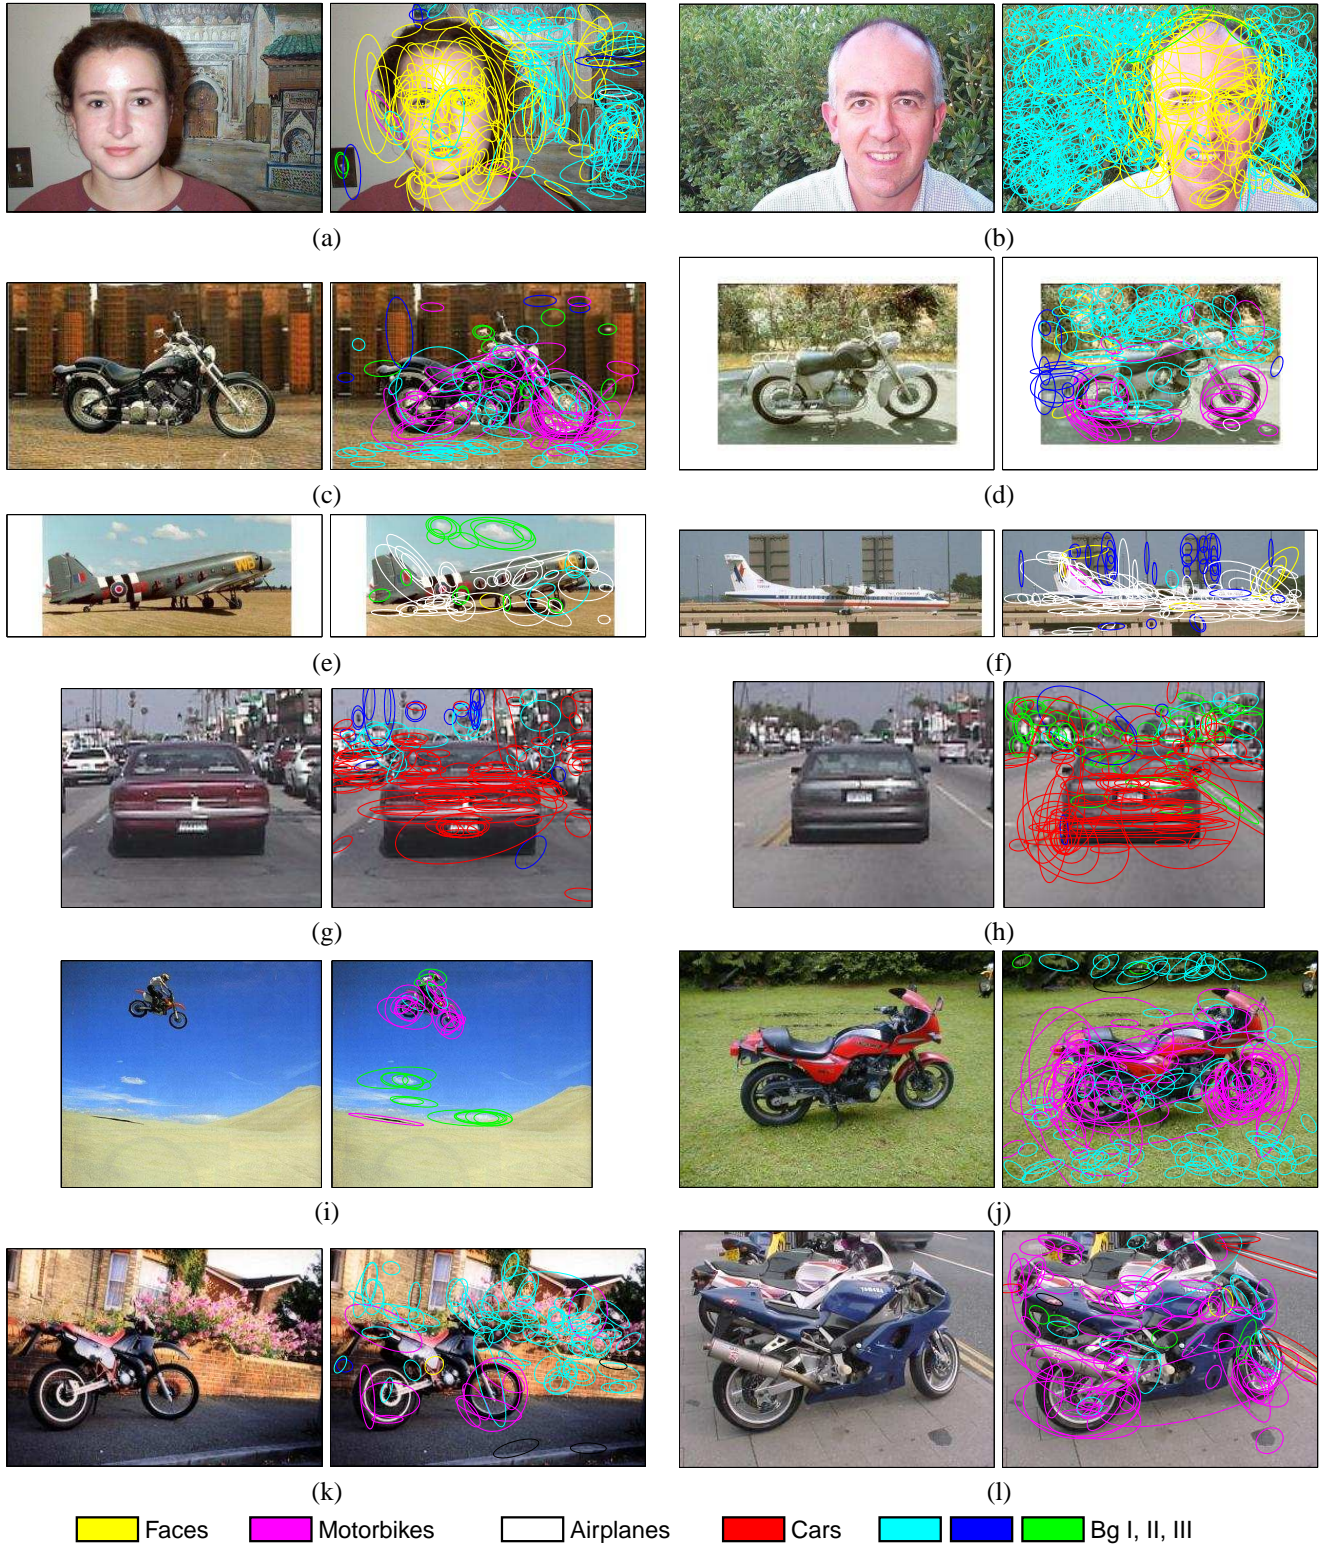 (a)
(b)
(c)
(d)
(e)
(f)
(g)
(h)
(i)
(j)
(k)
(l)
Faces Motorbikes Airplanes Cars Bg I, II, III